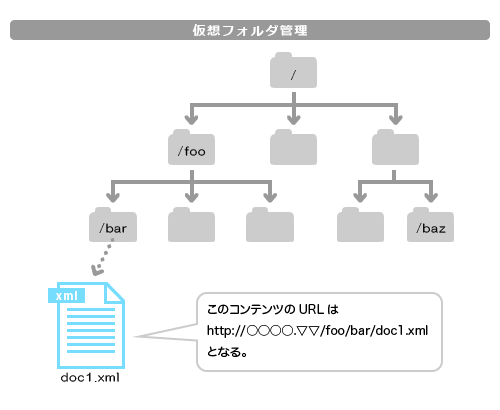 仮想フォルダ管理
/
/foo
/bar
/baz
xml
doc1.xml
このコンテンツの URL は
http://○○○○.▽▽/foo/bar/doc1.xml
となる。